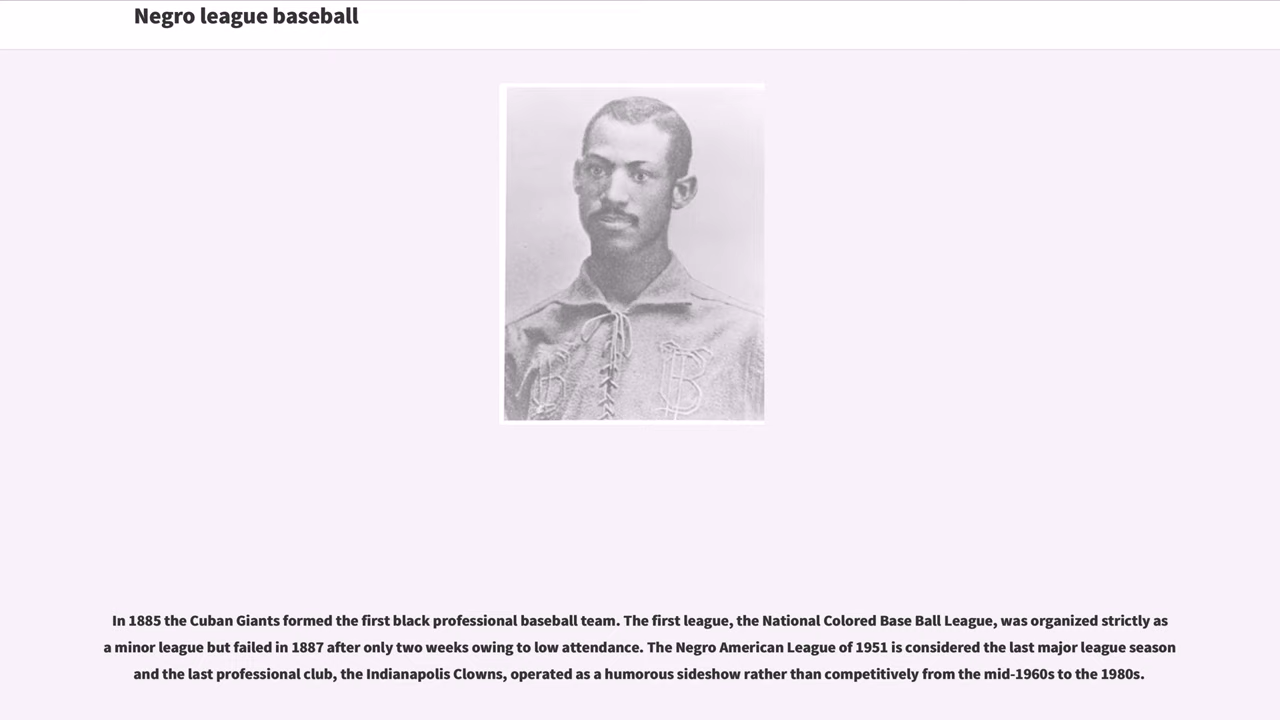 Negro league baseball
B B
In 1885 the Cuban Giants formed the first black professional baseball team. The first league, the National Colored Base Ball League, was organized strictly as
a minor league but failed in 1887 after only two weeks owing to low attendance. The Negro American League of 1951 is considered the last major league season
and the last professional club, the Indianapolis Clowns, operated as a humorous sideshow rather than competitively from the mid-1960s to the 1980s.